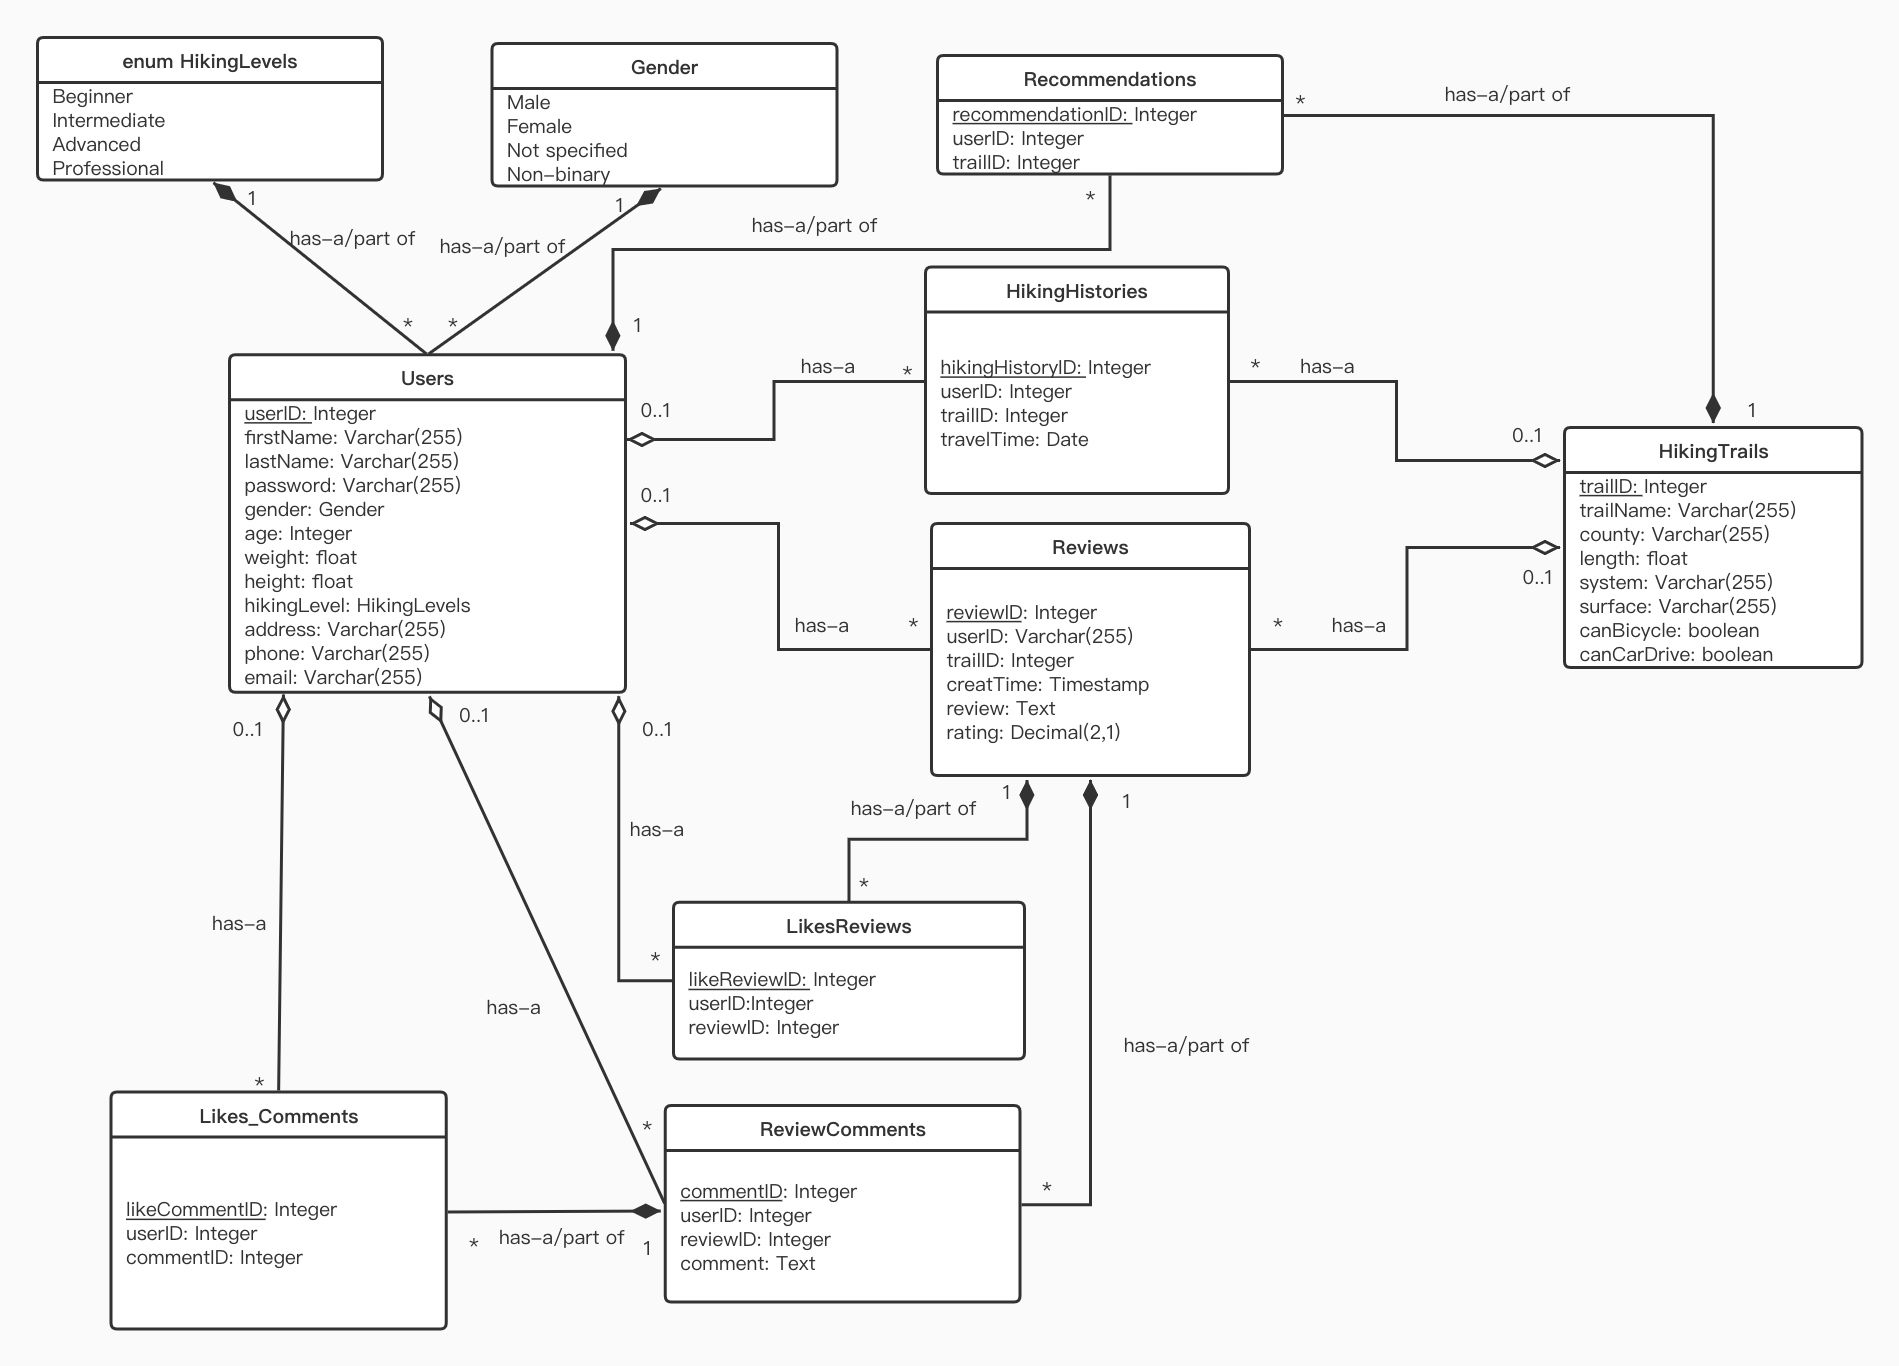 enum HikingLevels
Beginner
Intermediate
Advanced
Professional
Gender
Male
Female
Not specified
Non-binary
Recommendations
recommendationID: Integer
userID: Integer
trailID: Integer
* has-a/part of
1
has-a/part of
1
has-a/part of
*
has-a/part of
* *
1
1
HikingHistories
hikingHistoryID: Integer
userID: Integer
trailID: Integer
travelTime: Date
Users
userID: Integer
firstName: Varchar(255)
lastName: Varchar(255)
password: Varchar(255)
gender: Gender
age: Integer
weight: float
height: float
hikingLevel: HikingLevels
address: Varchar(255)
phone: Varchar(255)
email: Varchar(255)
0..1
has-a *
* has-a
0..1
HikingTrails
trailID: Integer
trailName: Varchar(255)
county: Varchar(255)
length: float
system: Varchar(255)
surface: Varchar(255)
canBicycle: boolean
canCarDrive: boolean
0..1
has-a *
Reviews
reviewID: Integer
userID: Varchar(255)
trailID: Integer
creatTime: Timestamp
review: Text
rating: Decimal(2,1)
* has-a
0..1
0..1
0..1
0..1
1
has-a/part of
*
1
has-a
has-a
has-a
*
LikesReviews
likeReviewID: Integer
userID:Integer
reviewID: Integer
has-a/part of
*
Likes_Comments
likeCommentID: Integer
userID: Integer
commentID: Integer
*
ReviewComments
commentID: Integer
userID: Integer
reviewID: Integer
comment: Text
*
* has-a/part of 1